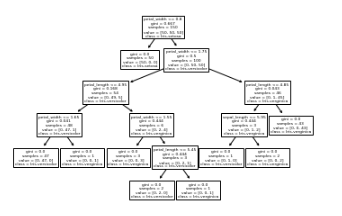 petal_width <= 0.8
gini = 0.667
samples = 150
value = [50, 50, 50]
class = Iris-setosa
gini = 0.0
samples = 50
value = [50, 0, 0]
class = Iris-setosa
petal_width <= 1.75
gini = 0.5
samples = 100
value = [0, 50, 50]
class = Iris-versicolor
petal_length <= 4.95
gini = 0.168
samples = 54
value = [0, 49, 5]
class = Iris-versicolor
petal_length <= 4.85
gini = 0.043
samples = 46
value = [0, 1, 45]
class = Iris-virginica
petal_width <= 1.65
gini = 0.041
samples = 48
value = [0, 47, 1]
class = Iris-versicolor
petal_width <= 1.55
gini = 0.444
samples = 6
value = [0, 2, 4]
class = Iris-virginica
gini = 0.444
samples = 3
value = [0, 1, 2]
class = Iris-virginica
gini = 0.0
samples = 43
value = [0, 0, 43]
class = Iris-virginica
gini = 0.0
samples = 47
value = [0, 47, 0]
class = Iris-versicolor
gini = 0.0
samples = 1
value = [0, 0, 1]
class = Iris-virginica
gini = 0.0
samples = 3
value = [0, 0, 3]
class = Iris-virginica
petal_length <= 5.45
gini = 0.444
samples = 3
value = [0, 2, 1]
class = Iris-versicolor
gini = 0.0
samples = 1
value = [0, 1, 0]
class = Iris-versicolor
gini = 0.0
samples = 2
value = [0, 0, 2]
class = Iris-virginica
gini = 0.0
samples = 2
value = [0, 2, 0]
class = Iris-versicolor
gini = 0.0
samples = 1
value = [0, 0, 1]
class = Iris-virginica